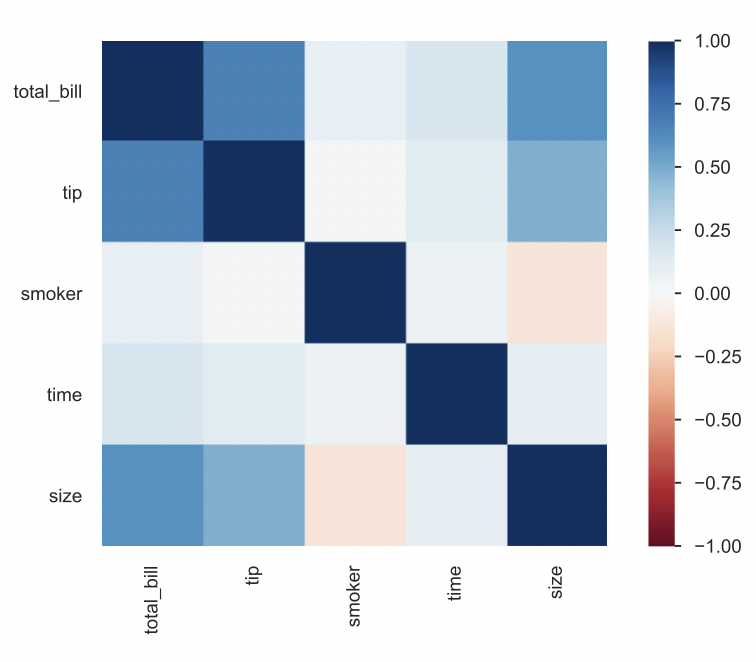 total_bill
tip
smoker
time
size
total_bill
tip
smoker
time
size
1.00
0.75
0.50
0.25
0.00
−0.25
−0.50
−0.75
−1.00